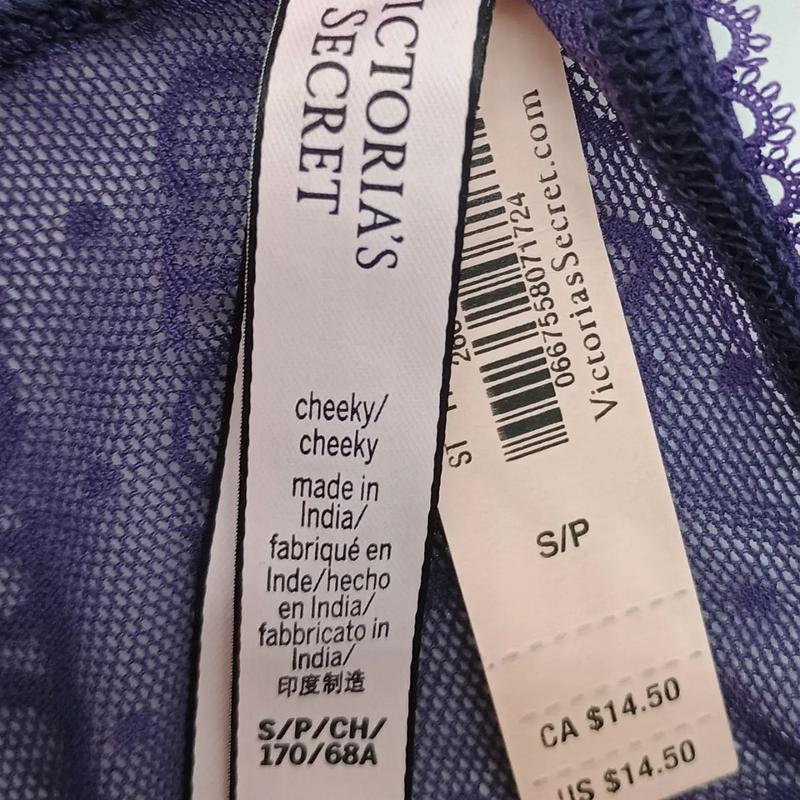 VICTORIA'S
SECRET
cheeky/
cheeky
made in
India/
fabriqué en
Inde/hecho
en India/
fabbricato in
India/
印度制造
S/P/CH/
170/68A
VictoriasSecret.com
0667558071724
ST
S/P
CA $14.50
US $14.50